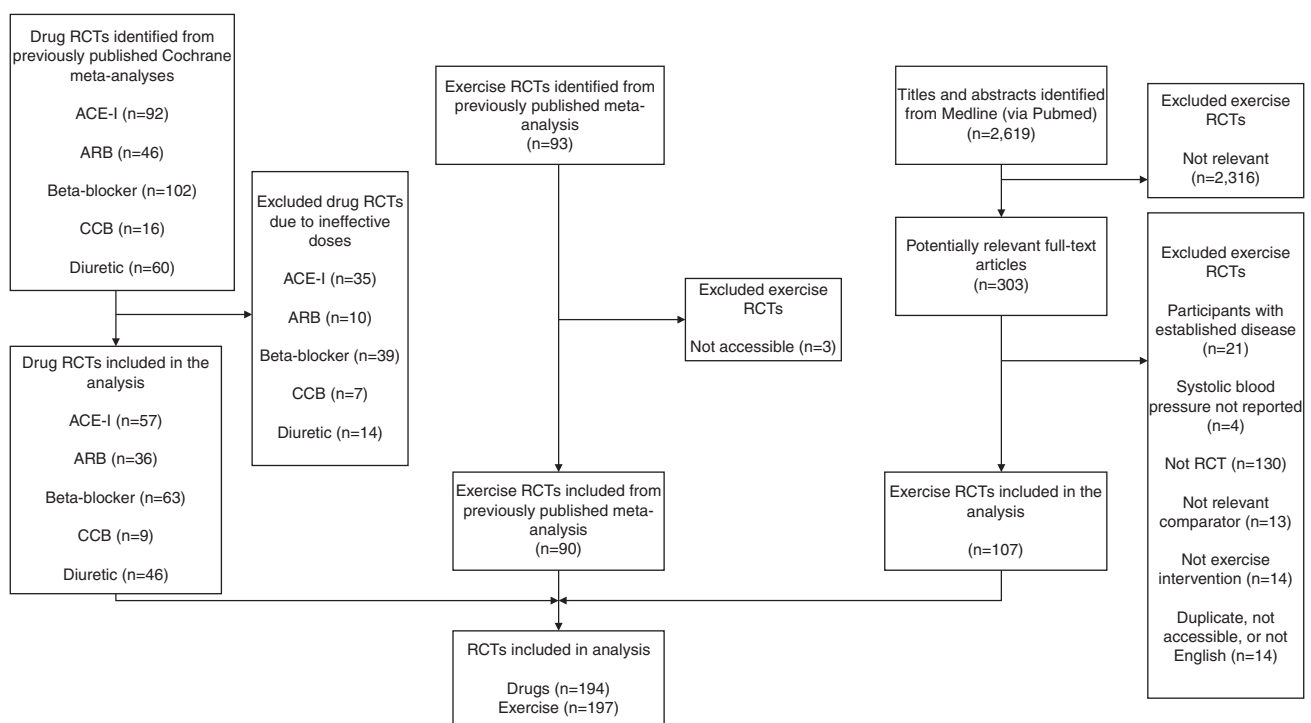 Drug RCTs identified from
previously published Cochrane
meta-analyses
ACE-I (n=92)
ARB (n=46)
Beta-blocker (n=102)
CCB (n=16)
Diuretic (n=60)
Excluded drug RCTs
due to ineffective
doses
ACE-I (n=35)
ARB (n=10)
Beta-blocker (n=39)
CCB (n=7)
Diuretic (n=14)
Drug RCTs included in the
analysis
ACE-I (n=57)
ARB (n=36)
Beta-blocker (n=63)
CCB (n=9)
Diuretic (n=46)
Exercise RCTs identified from
previously published meta-
analysis
(n=93)
Excluded exercise
RCTs
Not accessible (n=3)
Exercise RCTs included from
previously published meta-
analysis
(n=90)
Titles and abstracts identified
from Medline (via Pubmed)
(n=2,619)
Excluded exercise
RCTs
Not relevant
(n=2,316)
Potentially relevant full-text
articles
(n=303)
Excluded exercise
RCTs
Participants with
established disease
(n=21)
Systolic blood
pressure not reported
(n=4)
Not RCT (n=130)
Not relevant
comparator (n=13)
Not exercise
intervention (n=14)
Duplicate, not
accessible, or not
English (n=14)
Exercise RCTs included in the
analysis
(n=107)
RCTs included in analysis
Drugs (n=194)
Exercise (n=197)